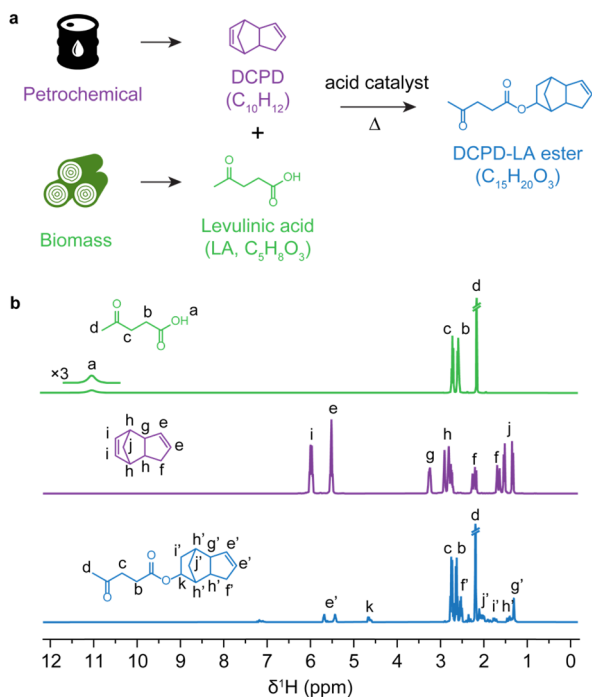 a
Petrochemical
DCPD
(C₁₀H₁₂)
+
acid catalyst
Δ
Biomass
OH
O
O
Levulinic acid
(LA, C₅H₈O₃)
O
O
O
DCPD-LA ester
(C₁₅H₂₀O₃)
b
O b a
d OH
c O
×3 a
c b d
h g e
i j e
i h h f
i e g h f f j
d c O i' h' g' e'
O b O k j' h' h' e' f'
e' k c b f' d j' i' h' g'
12 11 10 9 8 7 6 5 4 3 2 1 0
δ¹H (ppm)